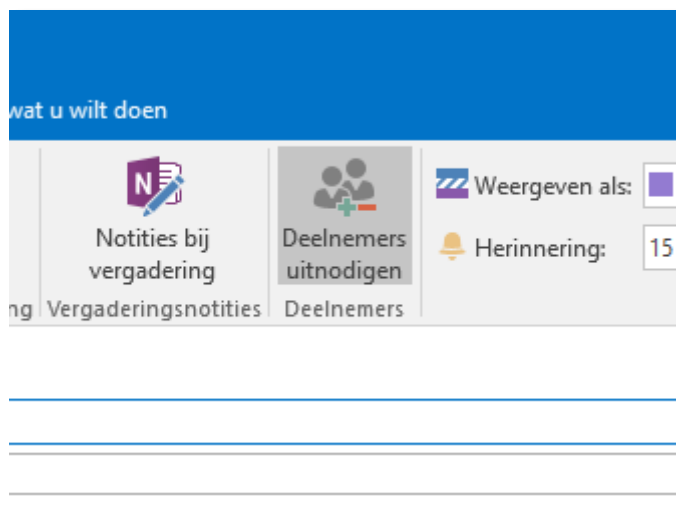 wat u wilt doen
N
Notities bij
vergadering
Deelnemers
uitnodigen
Weergeven als:
Herinnering:
15
ng
Vergaderingsnotities
Deelnemers